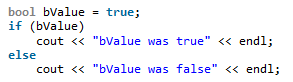 bool bValue = true;
if (bValue)
    cout << "bValue was true" << endl;
else
    cout << "bValue was false" << endl;